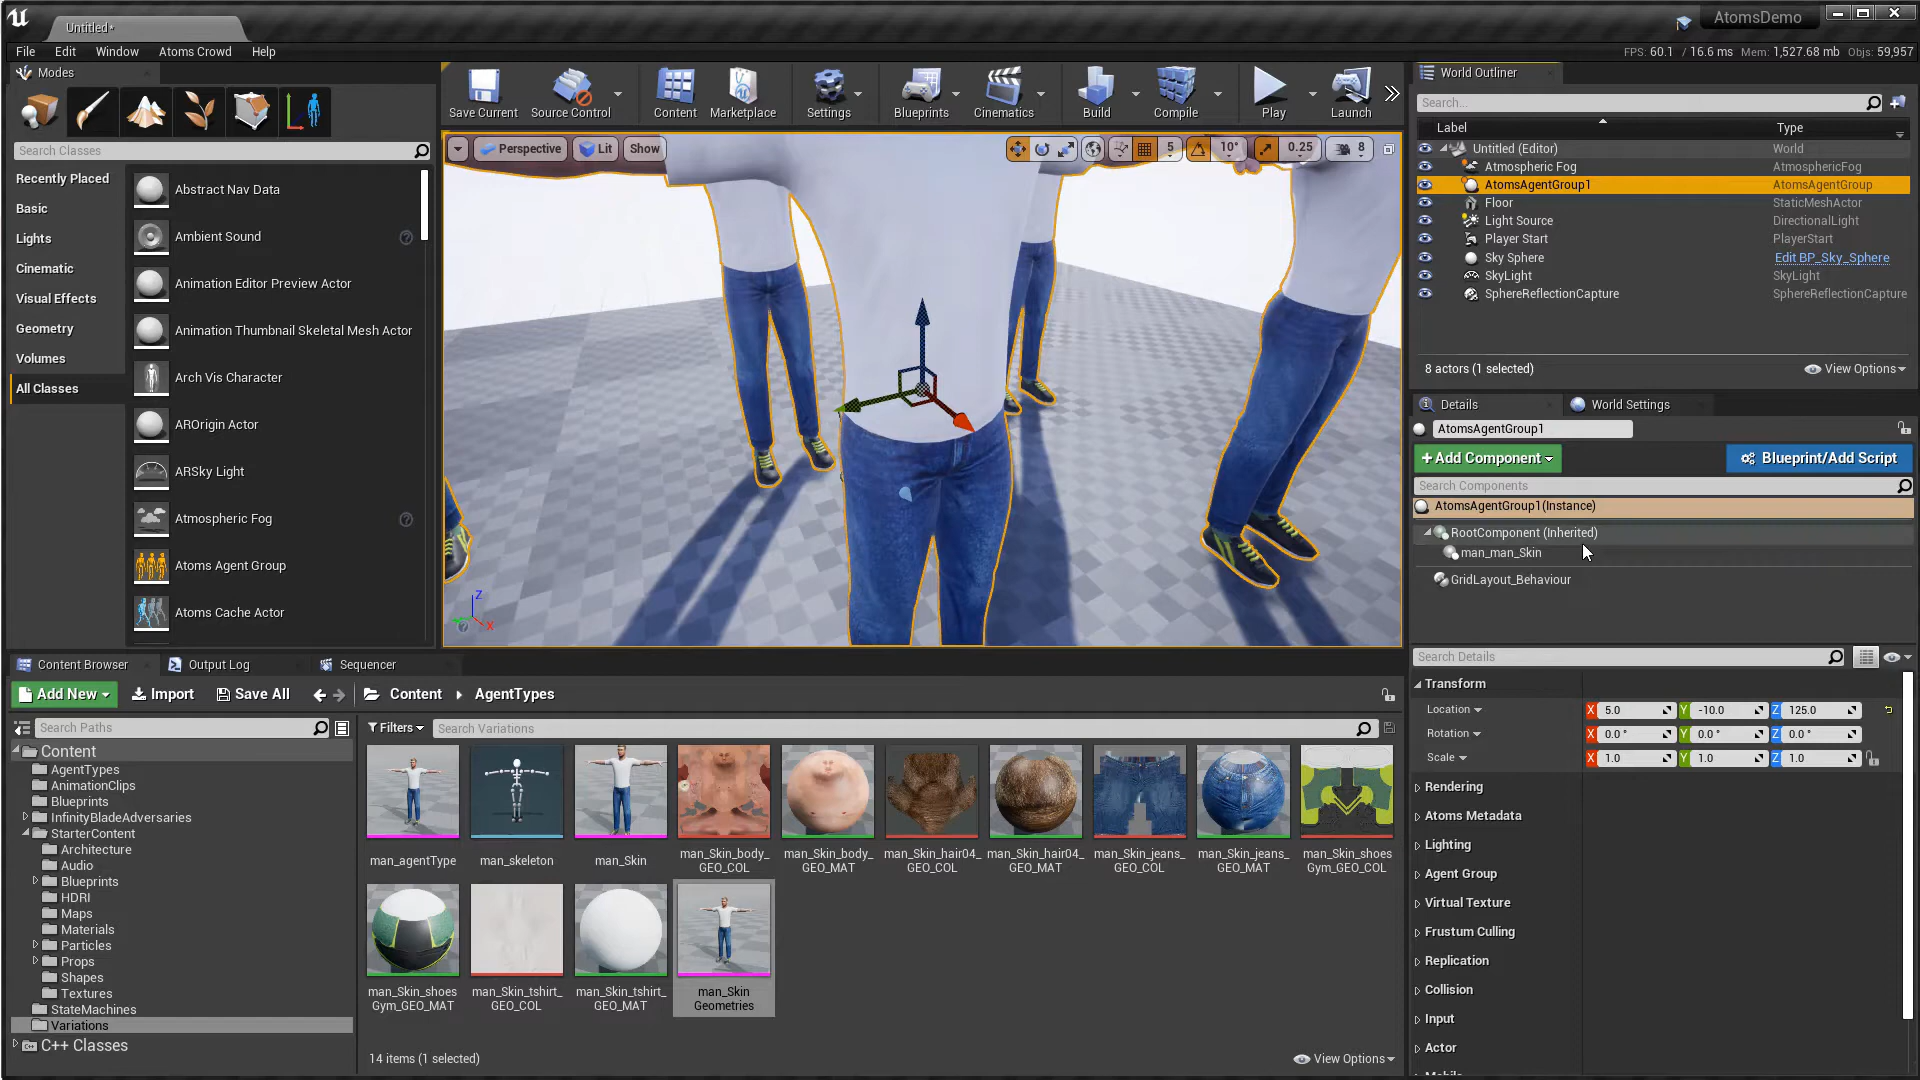 Untitled*
AtomsDemo
File Edit Window Atoms Crowd Help
FPS: 60.1 / 16.6 ms Mem: 1,527.68 mb Objs: 59,957
Modes
Search Classes
Recently Placed
Basic
Lights
Cinematic
Visual Effects
Geometry
Volumes
All Classes
Abstract Nav Data
Ambient Sound
Animation Editor Preview Actor
Animation Thumbnail Skeletal Mesh Actor
Arch Vis Character
AROrigin Actor
ARSky Light
Atmospheric Fog
Atoms Agent Group
Atoms Cache Actor
Save Current Source Control Content Marketplace Settings Blueprints Cinematics Build Compile Play Launch
Perspective Lit Show 5 10° 0.25 8
Z
X
World Outliner
Search...
Label Type
Untitled (Editor) World
Atmospheric Fog AtmosphericFog
AtomsAgentGroup1 AtomsAgentGroup
Floor StaticMeshActor
Light Source DirectionalLight
Player Start PlayerStart
Sky Sphere Edit BP_Sky_Sphere
SkyLight SkyLight
SphereReflectionCapture SphereReflectionCapture
8 actors (1 selected) View Options
Details World Settings
AtomsAgentGroup1
+Add Component Blueprint/Add Script
Search Components
AtomsAgentGroup1(Instance)
RootComponent (Inherited)
man_man_Skin
GridLayout_Behaviour
Search Details
Transform
Location X 5.0 Y -10.0 Z 125.0
Rotation X 0.0 ° Y 0.0 ° Z 0.0 °
Scale X 1.0 Y 1.0 Z 1.0
Rendering
Atoms Metadata
Lighting
Agent Group
Virtual Texture
Frustum Culling
Replication
Collision
Input
Actor
Content Browser Output Log Sequencer
Add New Import Save All Content AgentTypes
Search Paths
Filters Search Variations
Content
AgentTypes
AnimationClips
Blueprints
InfinityBladeAdversaries
StarterContent
Architecture
Audio
Blueprints
HDRI
Maps
Materials
Particles
Props
Shapes
Textures
StateMachines
Variations
C++ Classes
man_agentType
man_skeleton
man_Skin
man_Skin_body_
GEO_COL
man_Skin_body_
GEO_MAT
man_Skin_hair04_
GEO_COL
man_Skin_hair04_
GEO_MAT
man_Skin_jeans_
GEO_COL
man_Skin_jeans_
GEO_MAT
man_Skin_shoes
Gym_GEO_COL
man_Skin_shoes
Gym_GEO_MAT
man_Skin_tshirt_
GEO_COL
man_Skin_tshirt_
GEO_MAT
man_Skin
Geometries
14 items (1 selected) View Options